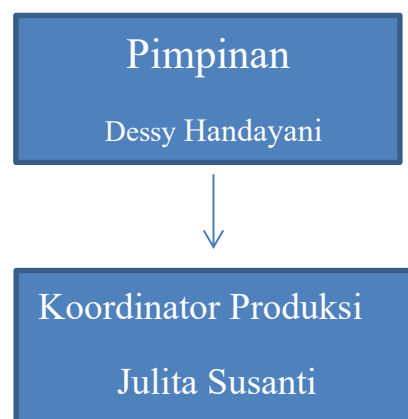 Pimpinan
Dessy Handayani
Koordinator Produksi
Julita Susanti